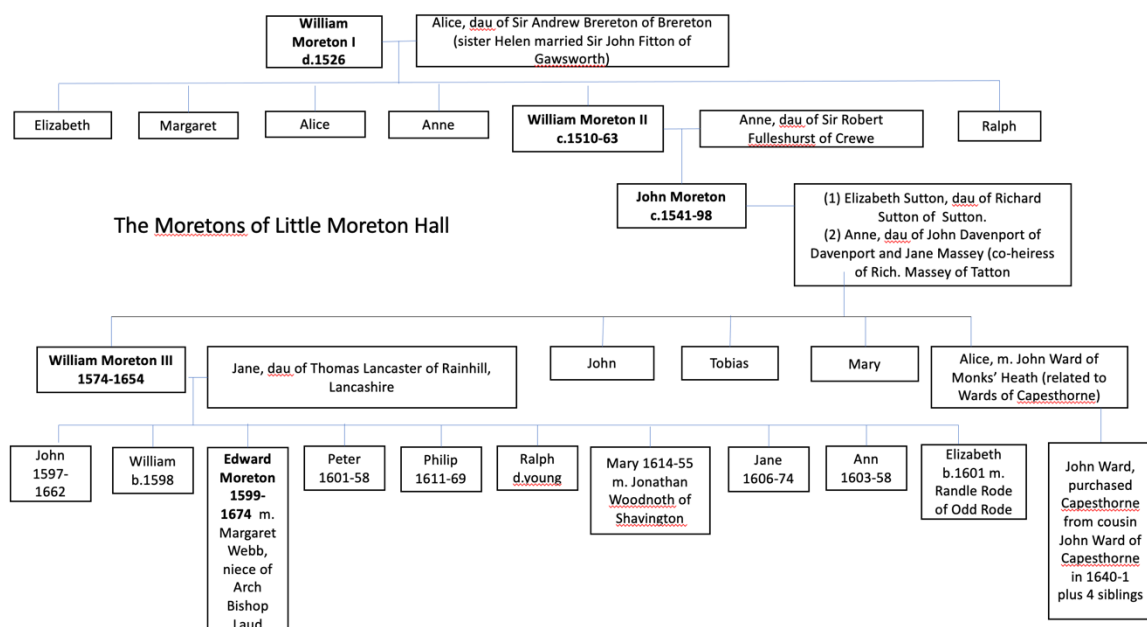 William
Moreton I
d.1526
Alice, dau of Sir Andrew Brereton of Brereton
(sister Helen married Sir John Fitton of
Gawsworth)
Elizabeth
Margaret
Alice
Anne
William Moreton II
c.1510-63
Anne, dau of Sir Robert
Fulleshurst of Crewe
Ralph
John Moreton
c.1541-98
(1) Elizabeth Sutton, dau of Richard
Sutton of Sutton.
(2) Anne, dau of John Davenport of
Davenport and Jane Massey (co-heiress
of Rich. Massey of Tatton
The Moretons of Little Moreton Hall
William Moreton III
1574-1654
Jane, dau of Thomas Lancaster of Rainhill,
Lancashire
John
Tobias
Mary
Alice, m. John Ward of
Monks’ Heath (related to
Wards of Capesthorne)
John
1597-
1662
William
b.1598
Edward
Moreton
1599-
1674 m.
Margaret
Webb,
niece of
Arch
Bishop
Laud
Peter
1601-58
Philip
1611-69
Ralph
d.young
Mary 1614-55
m. Jonathan
Woodnoth of
Shavington
Jane
1606-74
Ann
1603-58
Elizabeth
b.1601 m.
Randle Rode
of Odd Rode
John Ward,
purchased
Capesthorne
from cousin
John Ward of
Capesthorne
in 1640-1
plus 4 siblings